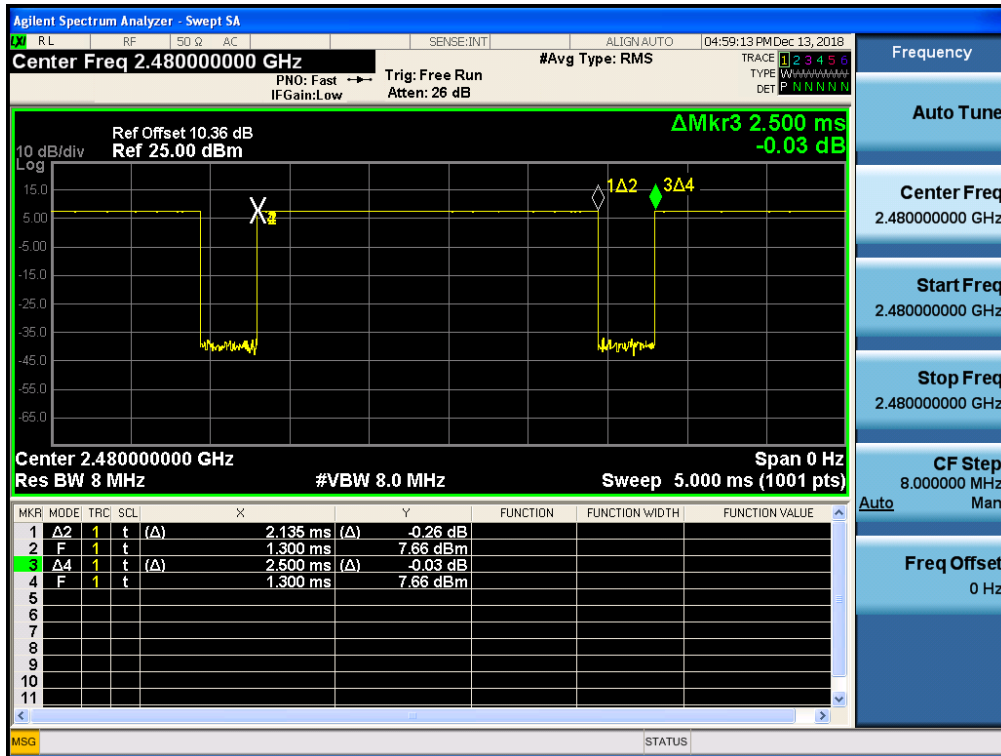 Agilent Spectrum Analyzer - Swept SA
LXI RL RF 50 Ω AC SENSE:INT ALIGN AUTO 04:59:13 PM Dec 13, 2018
Center Freq 2.480000000 GHz
PNO: Fast
IFGain:Low
Trig: Free Run
Atten: 26 dB
#Avg Type: RMS
TRACE 1 2 3 4 5 6
TYPE W
DET P N N N N N
Ref Offset 10.36 dB
10 dB/div Ref 25.00 dBm
Log
ΔMkr3 2.500 ms
-0.03 dB
15.0
5.00
-5.00
-15.0
-25.0
-35.0
-45.0
-55.0
-65.0
1Δ2
3Δ4
Center 2.480000000 GHz Span 0 Hz
Res BW 8 MHz #VBW 8.0 MHz Sweep 5.000 ms (1001 pts)
MKR MODE TRC SCL X Y FUNCTION FUNCTION WIDTH FUNCTION VALUE
1 Δ2 1 t (Δ) 2.135 ms (Δ) -0.26 dB
2 F 1 t 1.300 ms 7.66 dBm
3 Δ4 1 t (Δ) 2.500 ms (Δ) -0.03 dB
4 F 1 t 1.300 ms 7.66 dBm
5
6
7
8
9
10
11
MSG STATUS
Frequency
Auto Tune
Center Freq
2.480000000 GHz
Start Freq
2.480000000 GHz
Stop Freq
2.480000000 GHz
CF Step
8.000000 MHz
Auto Man
Freq Offset
0 Hz